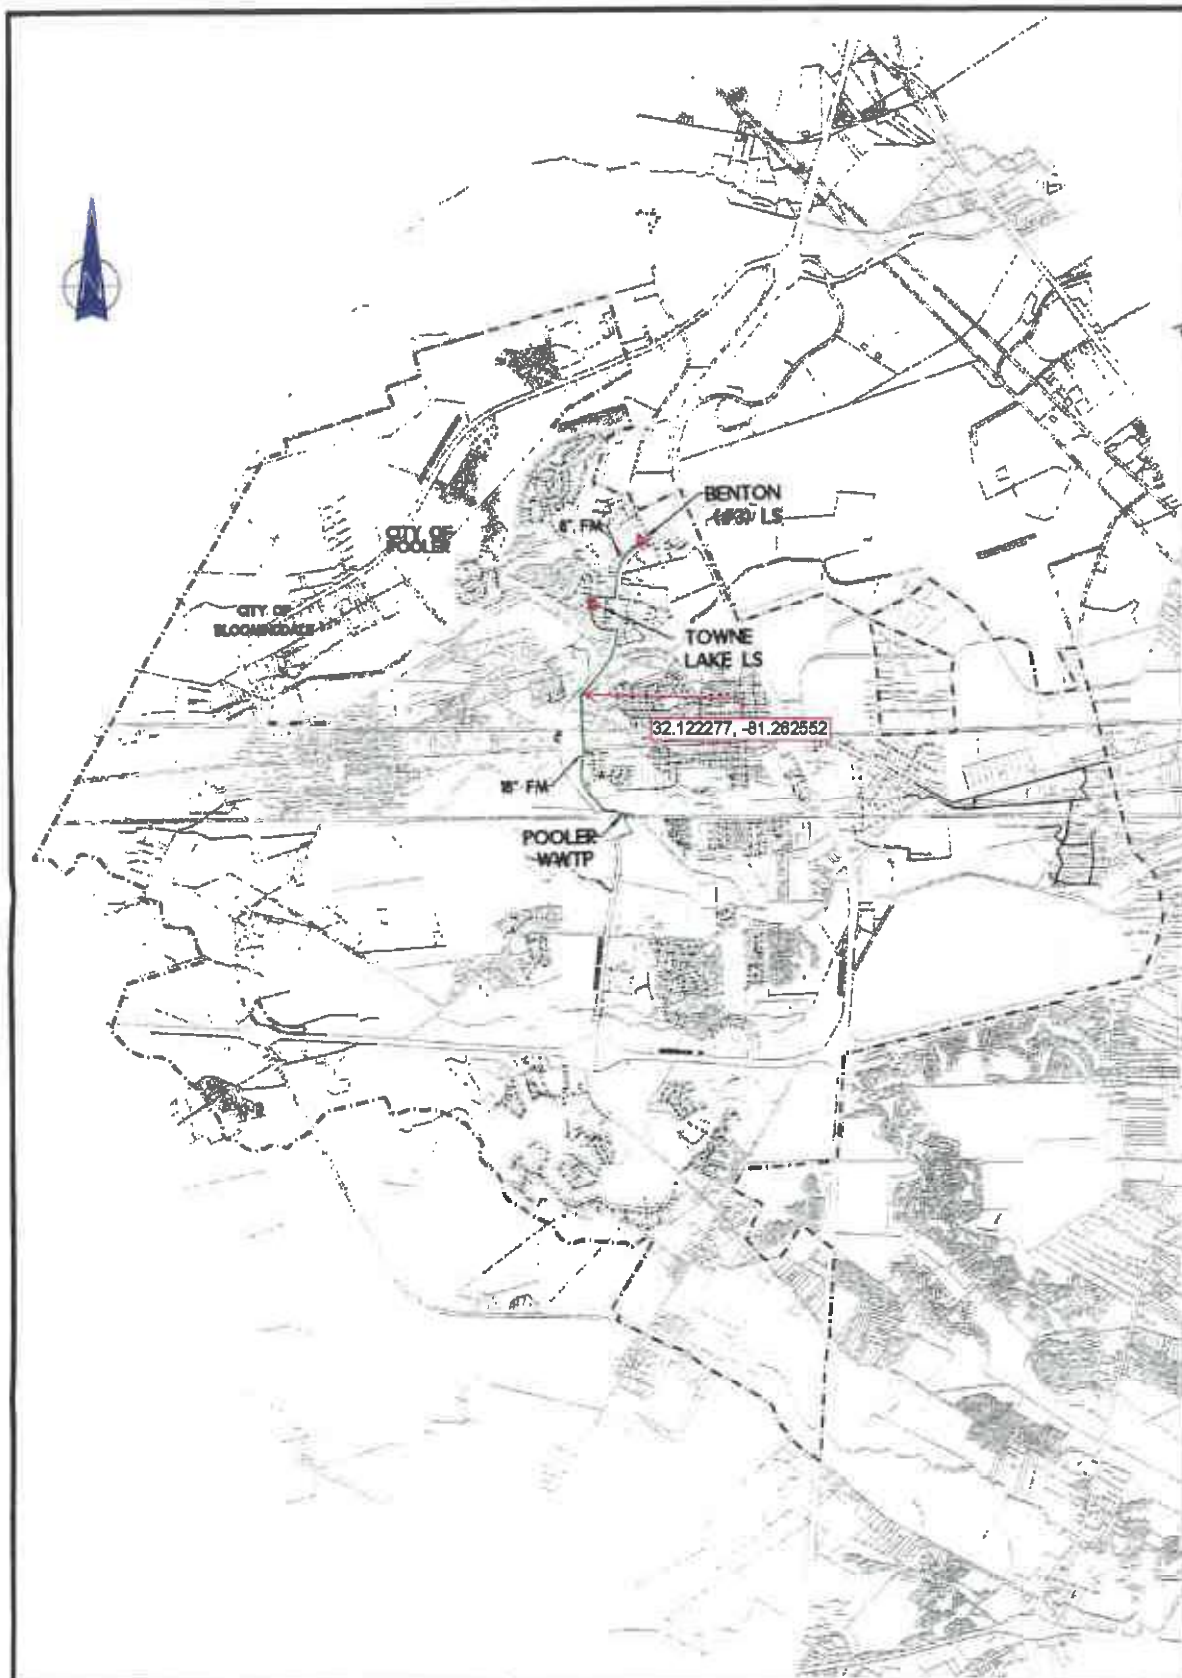 N
BENTON
(#3) LS
8" FM
CITY OF
POOLER
CITY OF
BLOOMINGDALE
TOWNE
LAKE LS
32.122277, -81.262552
18" FM
POOLER
WWTP